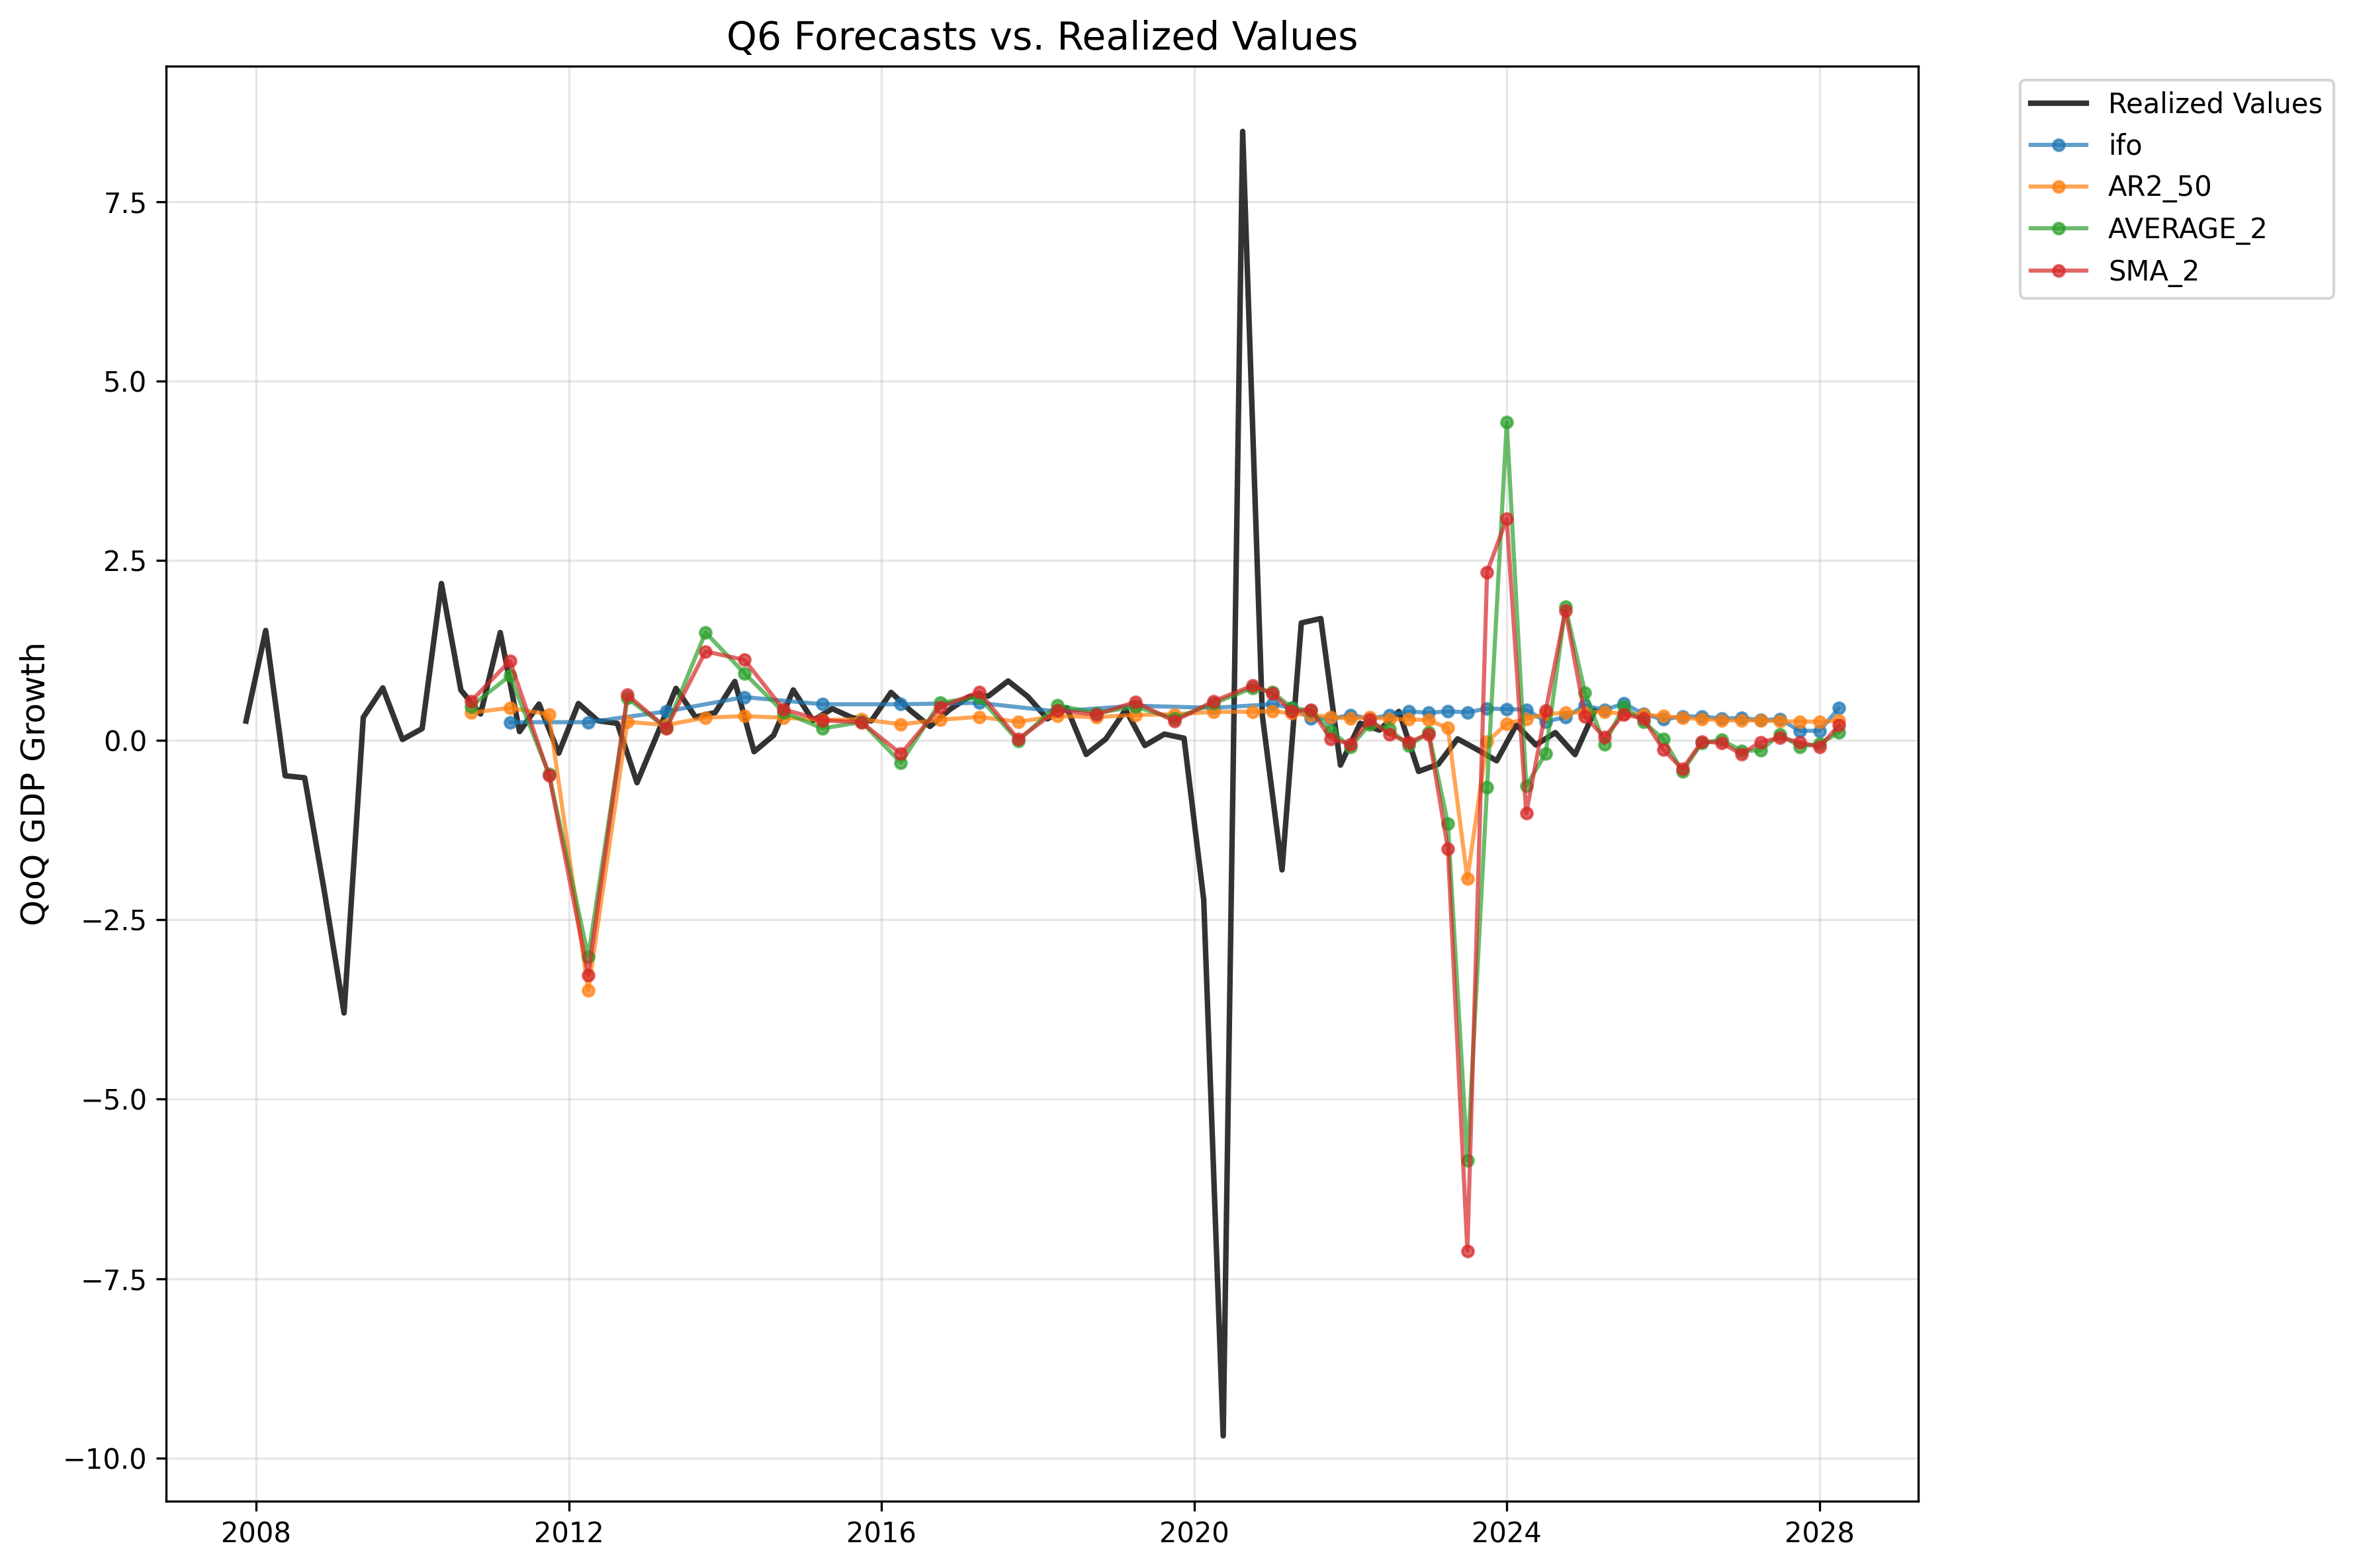 Q6 Forecasts vs. Realized Values
Realized Values
ifo
AR2_50
AVERAGE_2
SMA_2
QoQ GDP Growth
7.5
5.0
2.5
0.0
−2.5
−5.0
−7.5
−10.0
2008
2012
2016
2020
2024
2028